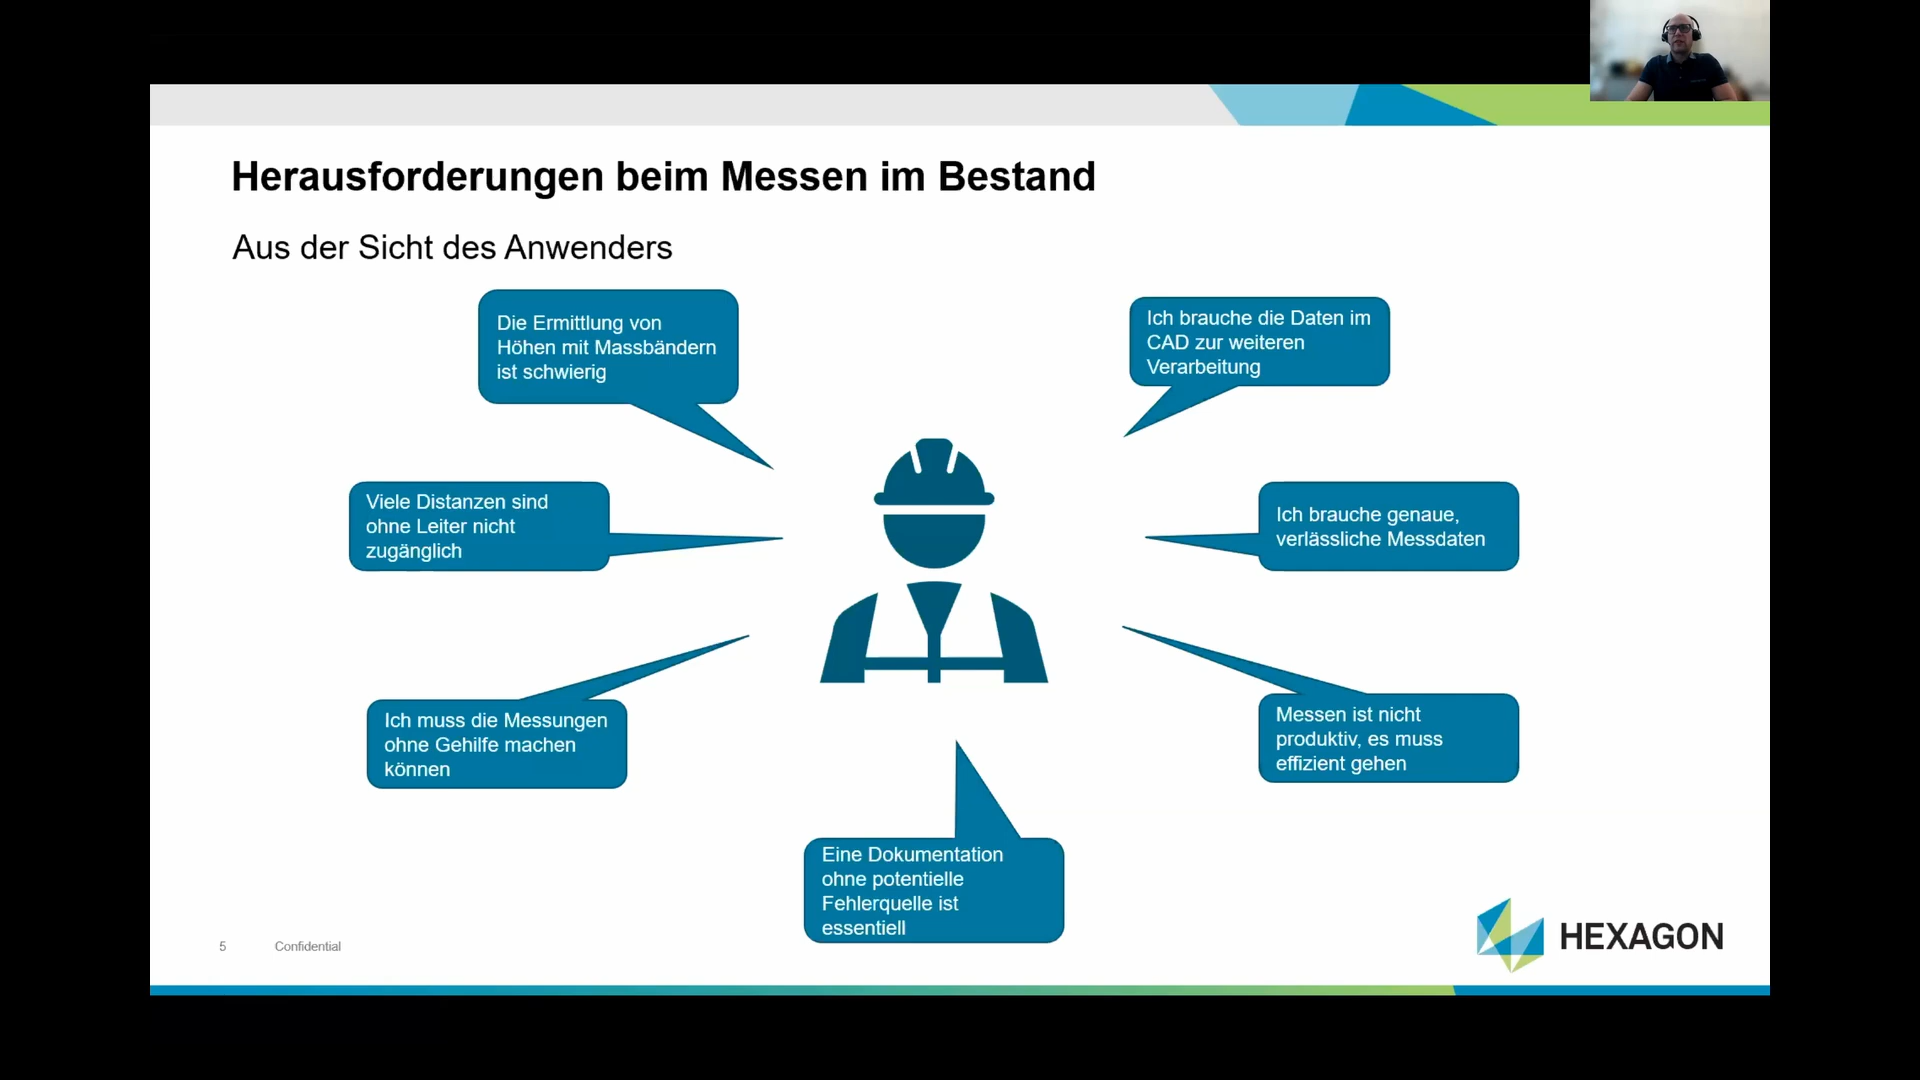 Herausforderungen beim Messen im Bestand
Aus der Sicht des Anwenders
Die Ermittlung von
Höhen mit Massbändern
ist schwierig
Ich brauche die Daten im
CAD zur weiteren
Verarbeitung
Viele Distanzen sind
ohne Leiter nicht
zugänglich
Ich brauche genaue,
verlässliche Messdaten
Ich muss die Messungen
ohne Gehilfe machen
können
Messen ist nicht
produktiv, es muss
effizient gehen
Eine Dokumentation
ohne potentielle
Fehlerquelle ist
essentiell
5 Confidential
HEXAGON